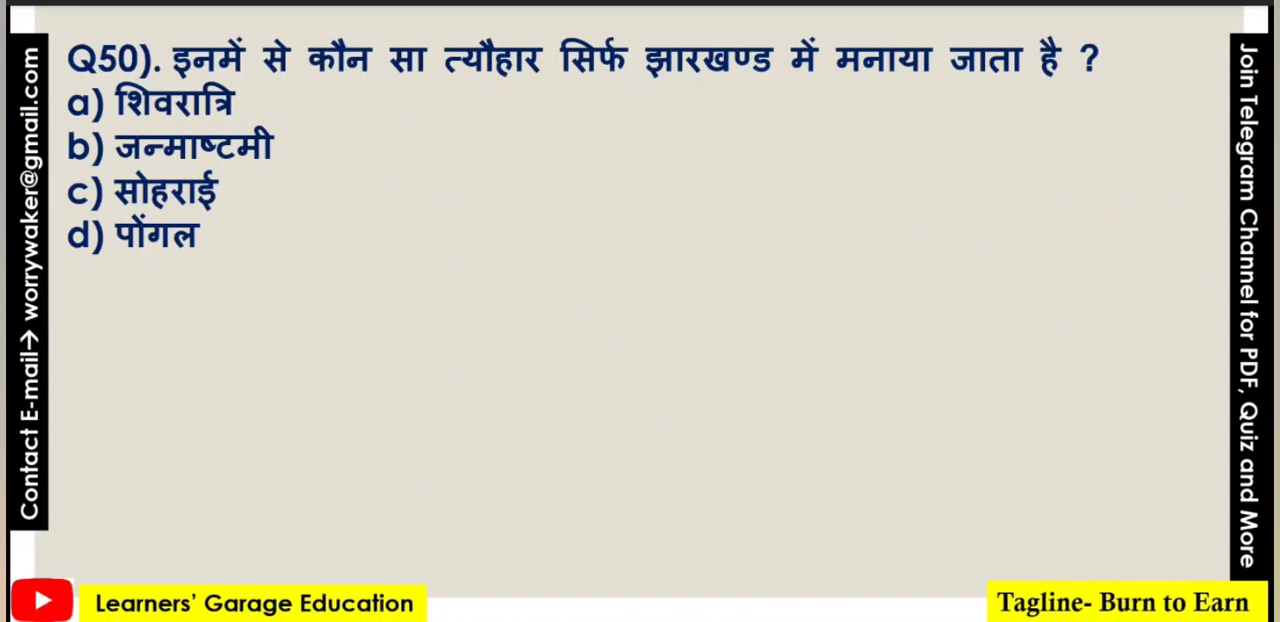 Q50). इनमें से कौन सा त्यौहार सिर्फ झारखण्ड में मनाया जाता है ?
a) शिवरात्रि
b) जन्माष्टमी
c) सोहराई
d) पोंगल
Contact E-mail→ worrywaker@gmail.com
Join Telegram Channel for PDF, Quiz and More
Learners’ Garage Education
Tagline- Burn to Earn